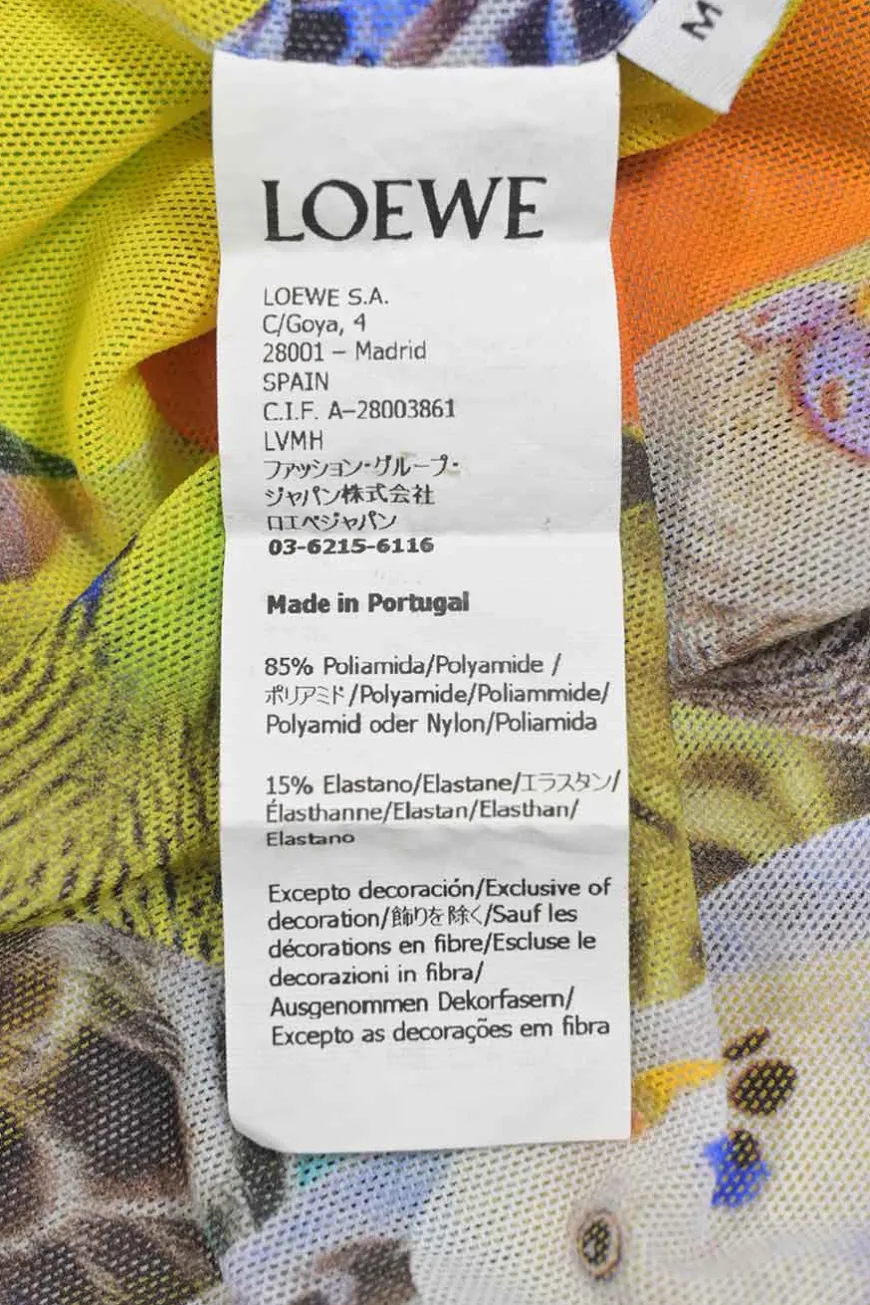 M
LOEWE
LOEWE S.A.
C/Goya, 4
28001 – Madrid
SPAIN
C.I.F. A-28003861
LVMH
ファッション・グループ・
ジャパン株式会社
ロエベジャパン
03-6215-6116
Made in Portugal
85% Poliamida/Polyamide /
ポリアミド/Polyamide/Poliammide/
Polyamid oder Nylon/Poliamida
15% Elastano/Elastane/エラスタン/
Élasthanne/Elastan/Elasthan/
Elastano
Excepto decoración/Exclusive of
decoration/飾りを除く/Sauf les
décorations en fibre/Escluse le
decorazioni in fibra/
Ausgenommen Dekorfasern/
Excepto as decorações em fibra